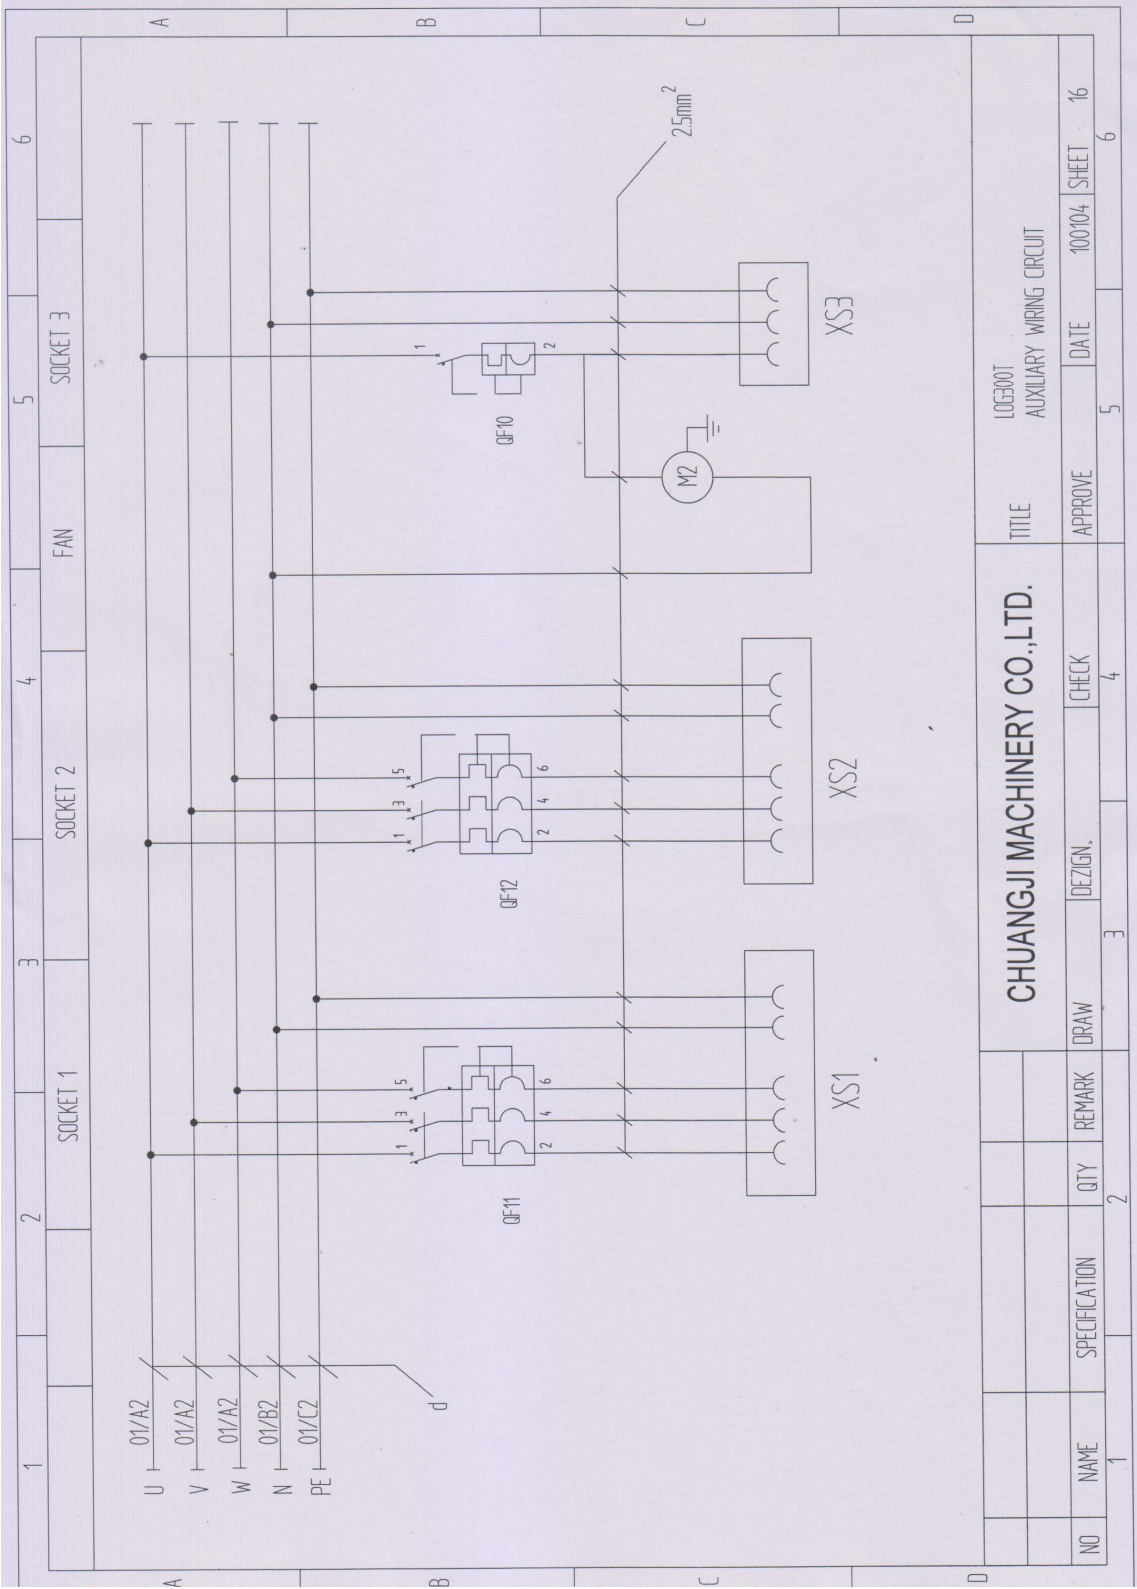 1 2 3 4 5 6
SOCKET 1 SOCKET 2 FAN SOCKET 3
A
A
U 01/A2
V 01/A2
W 01/A2
N 01/B2
PE 01/C2
d
B
B
1 3 5
1 3 5
1
QF11
QF12
QF10
2 4 6
2 4 6
2
2.5mm²
M2
C
C
XS1
XS2
XS3
D
D
CHUANGJI MACHINERY CO.,LTD.
TITLE
LOG300T
AUXILIARY WIRING CIRCUIT
NO NAME SPECIFICATION QTY REMARK DRAW DEZIGN. CHECK APPROVE DATE 100104 SHEET 16
1 2 3 4 5 6